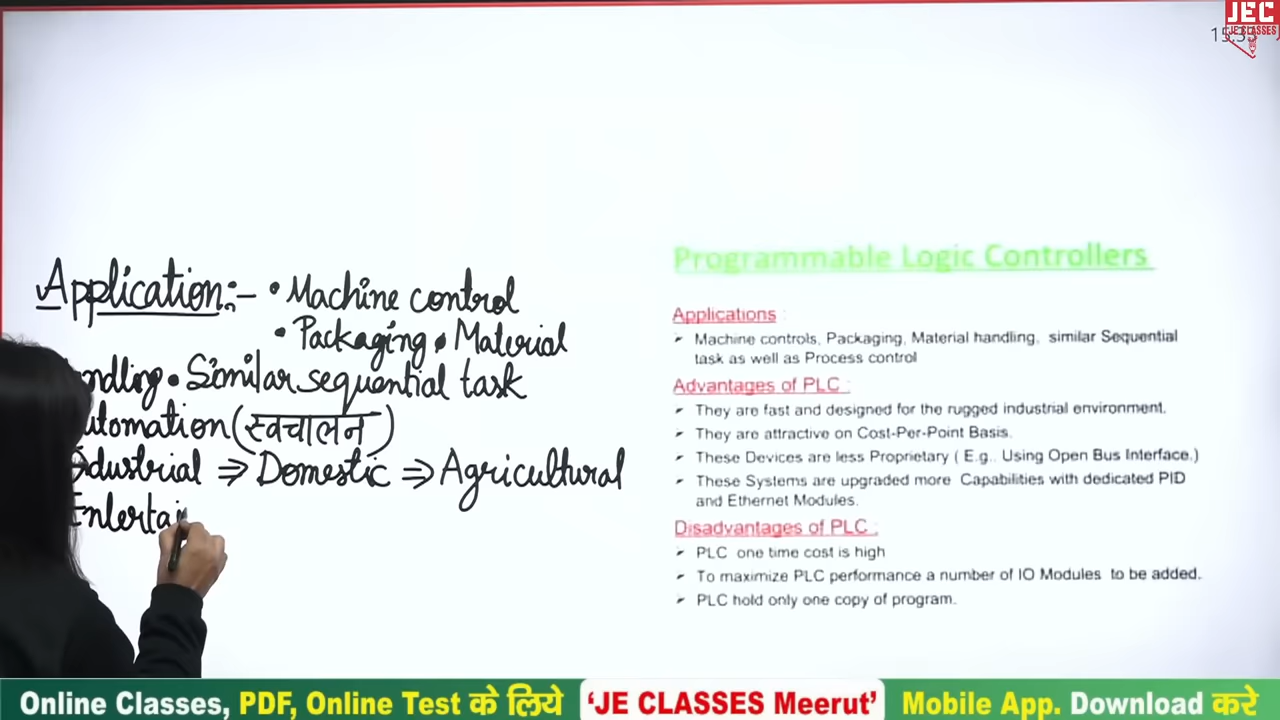 JEC
JE CLASSES
Application:-
• Machine control
• Packaging • Material
ndling • Similar sequential task
utomation (स्वचालन)
dustrial ⇒ Domestic ⇒ Agricultural
Entertai
Programmable Logic Controllers
Applications :
Machine controls, Packaging, Material handling, similar Sequential
task as well as Process control
Advantages of PLC :
They are fast and designed for the rugged industrial environment.
They are attractive on Cost-Per-Point Basis.
These Devices are less Proprietary ( E.g.. Using Open Bus Interface.)
These Systems are upgraded more Capabilities with dedicated PID
and Ethernet Modules.
Disadvantages of PLC :
PLC one time cost is high
To maximize PLC performance a number of IO Modules to be added.
PLC hold only one copy of program.
Online Classes, PDF, Online Test के लिये 'JE CLASSES Meerut' Mobile App. Download करे